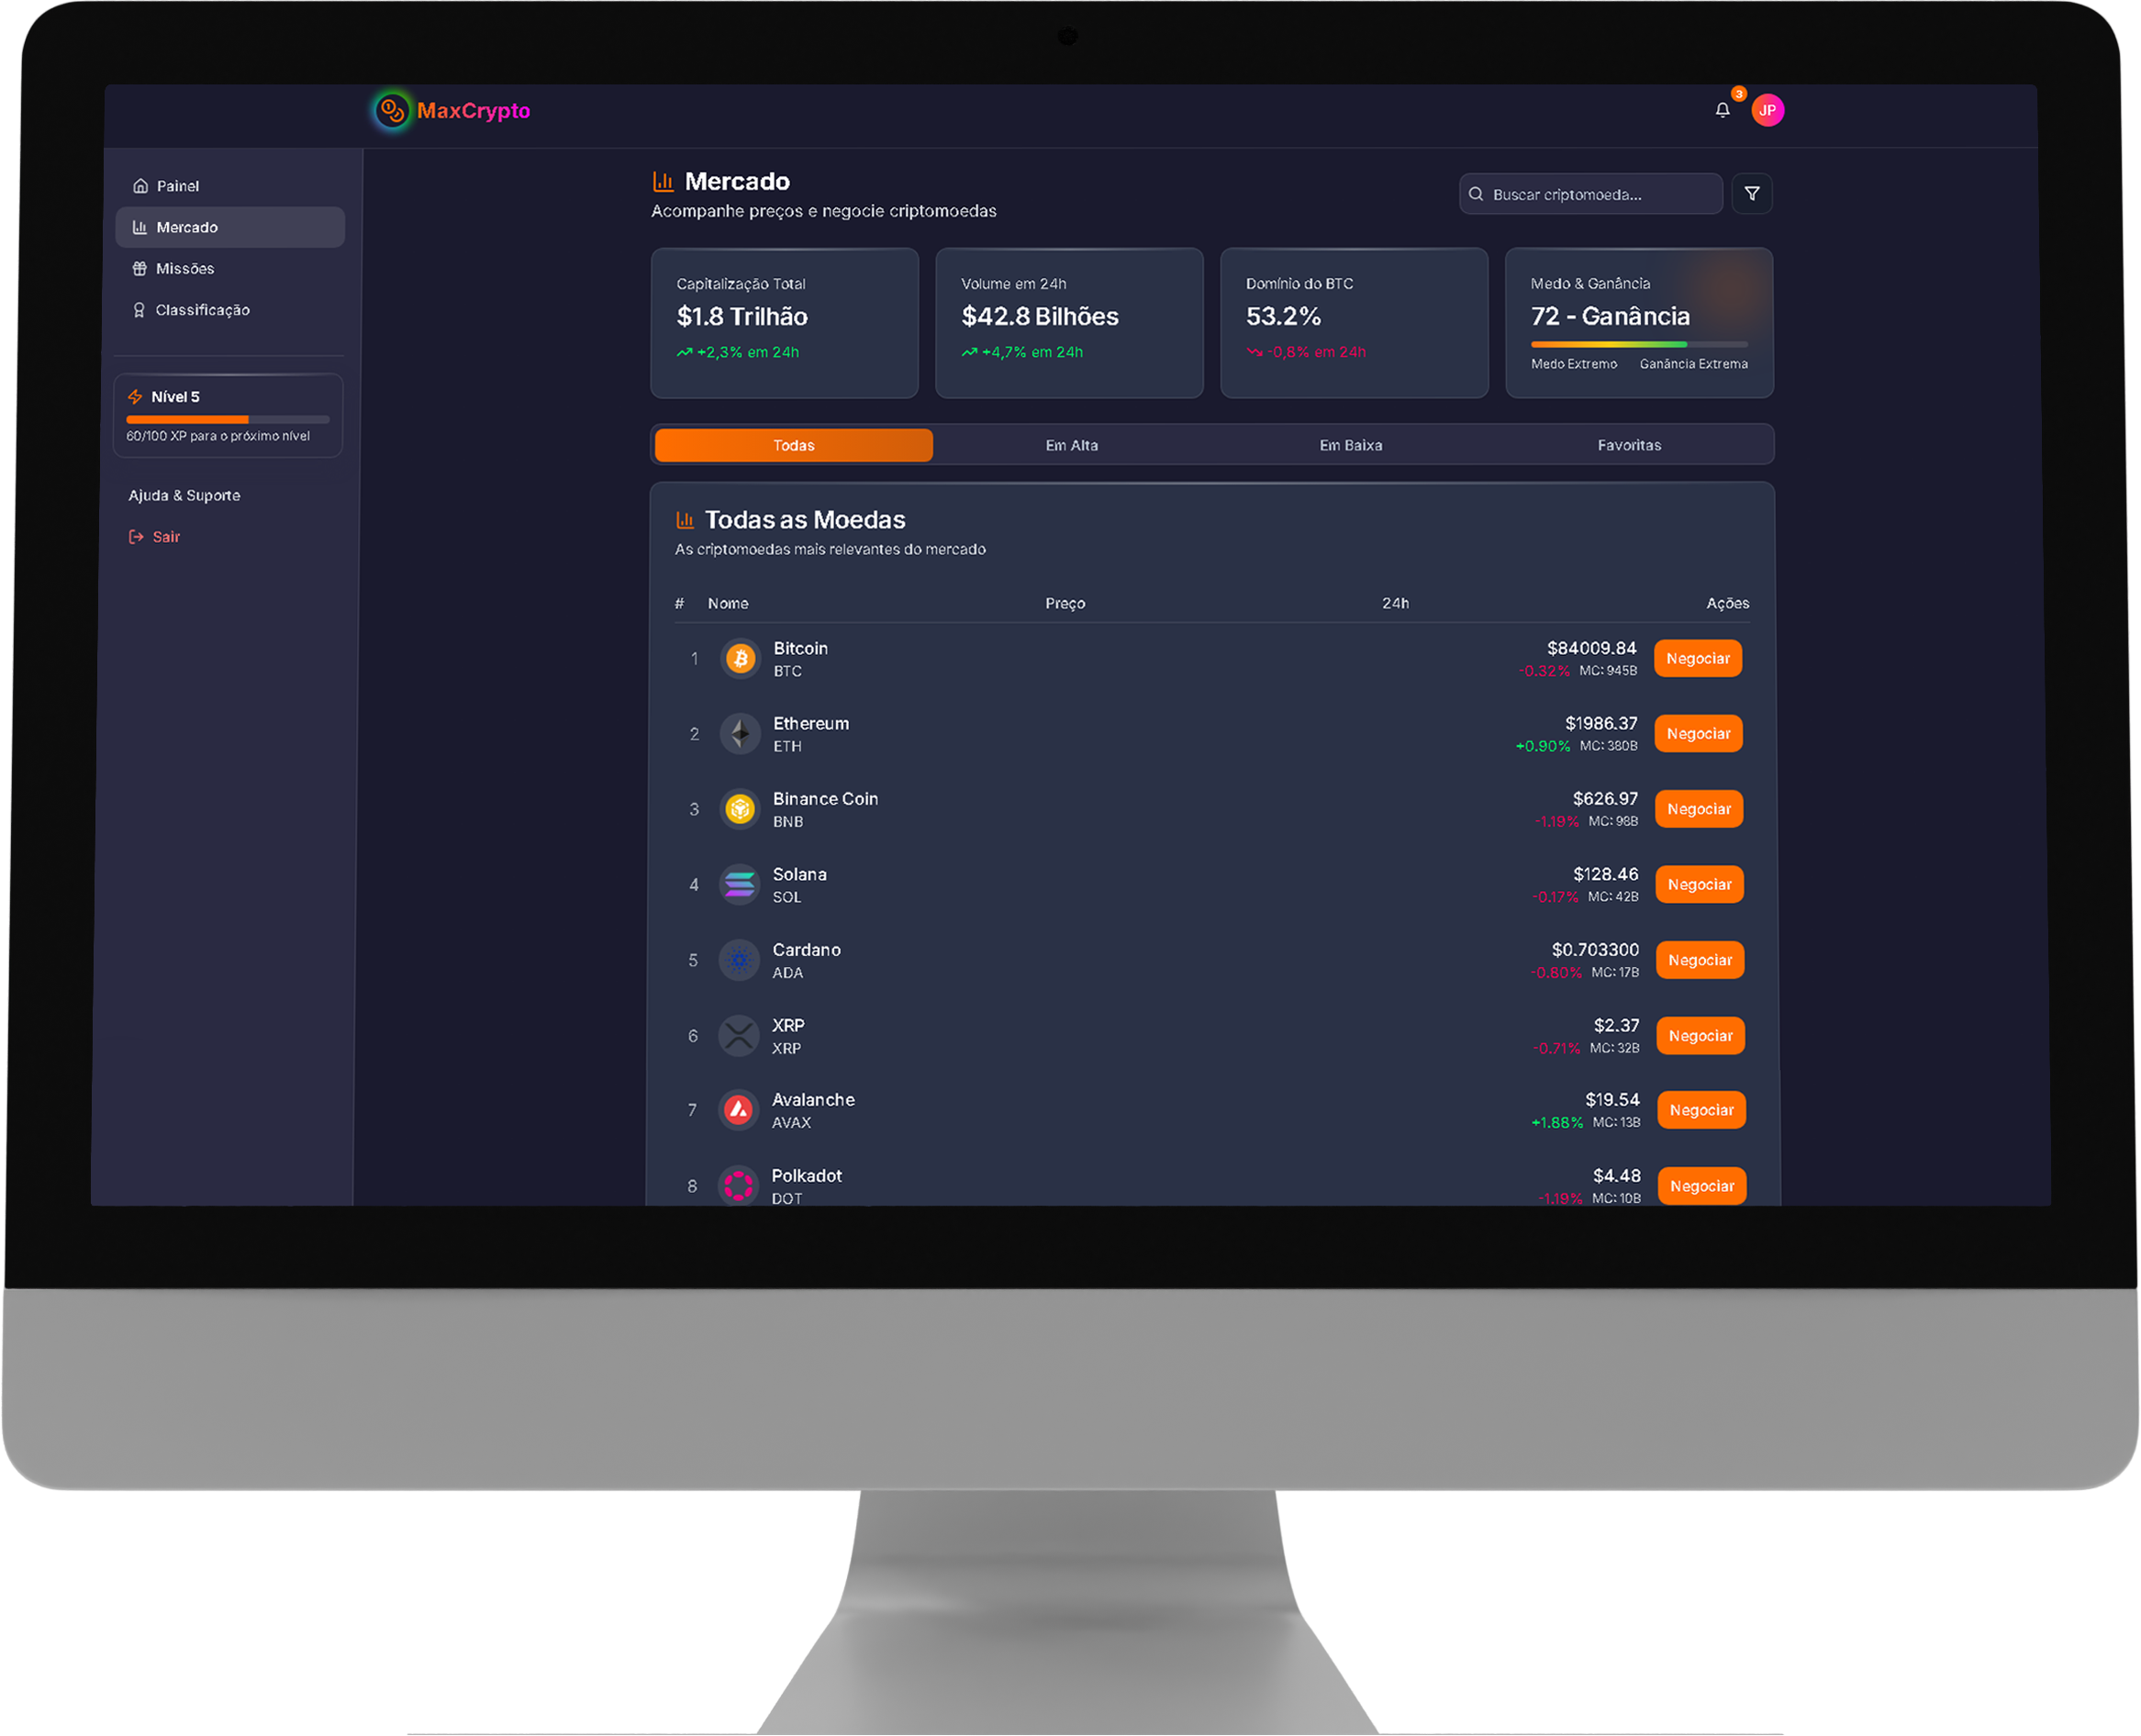 MaxCrypto
3
JP
Painel
Mercado
Missões
Classificação
Nível 5
60/100 XP para o próximo nível
Ajuda & Suporte
Sair
Mercado
Acompanhe preços e negocie criptomoedas
Buscar criptomoeda...
Capitalização Total
$1.8 Trilhão
+2,3% em 24h
Volume em 24h
$42.8 Bilhões
+4,7% em 24h
Domínio do BTC
53.2%
-0,8% em 24h
Medo & Ganância
72 - Ganância
Medo Extremo Ganância Extrema
Todas Em Alta Em Baixa Favoritas
Todas as Moedas
As criptomoedas mais relevantes do mercado
# Nome Preço 24h Ações
1 Bitcoin $84009.84 Negociar
BTC -0.32% MC: 945B
2 Ethereum $1986.37 Negociar
ETH +0.90% MC: 380B
3 Binance Coin $626.97 Negociar
BNB -1.19% MC: 98B
4 Solana $128.46 Negociar
SOL -0.17% MC: 42B
5 Cardano $0.703300 Negociar
ADA -0.80% MC: 17B
6 XRP $2.37 Negociar
XRP -0.71% MC: 32B
7 Avalanche $19.54 Negociar
AVAX +1.88% MC: 13B
8 Polkadot $4.48 Negociar
DOT -1.19% MC: 10B